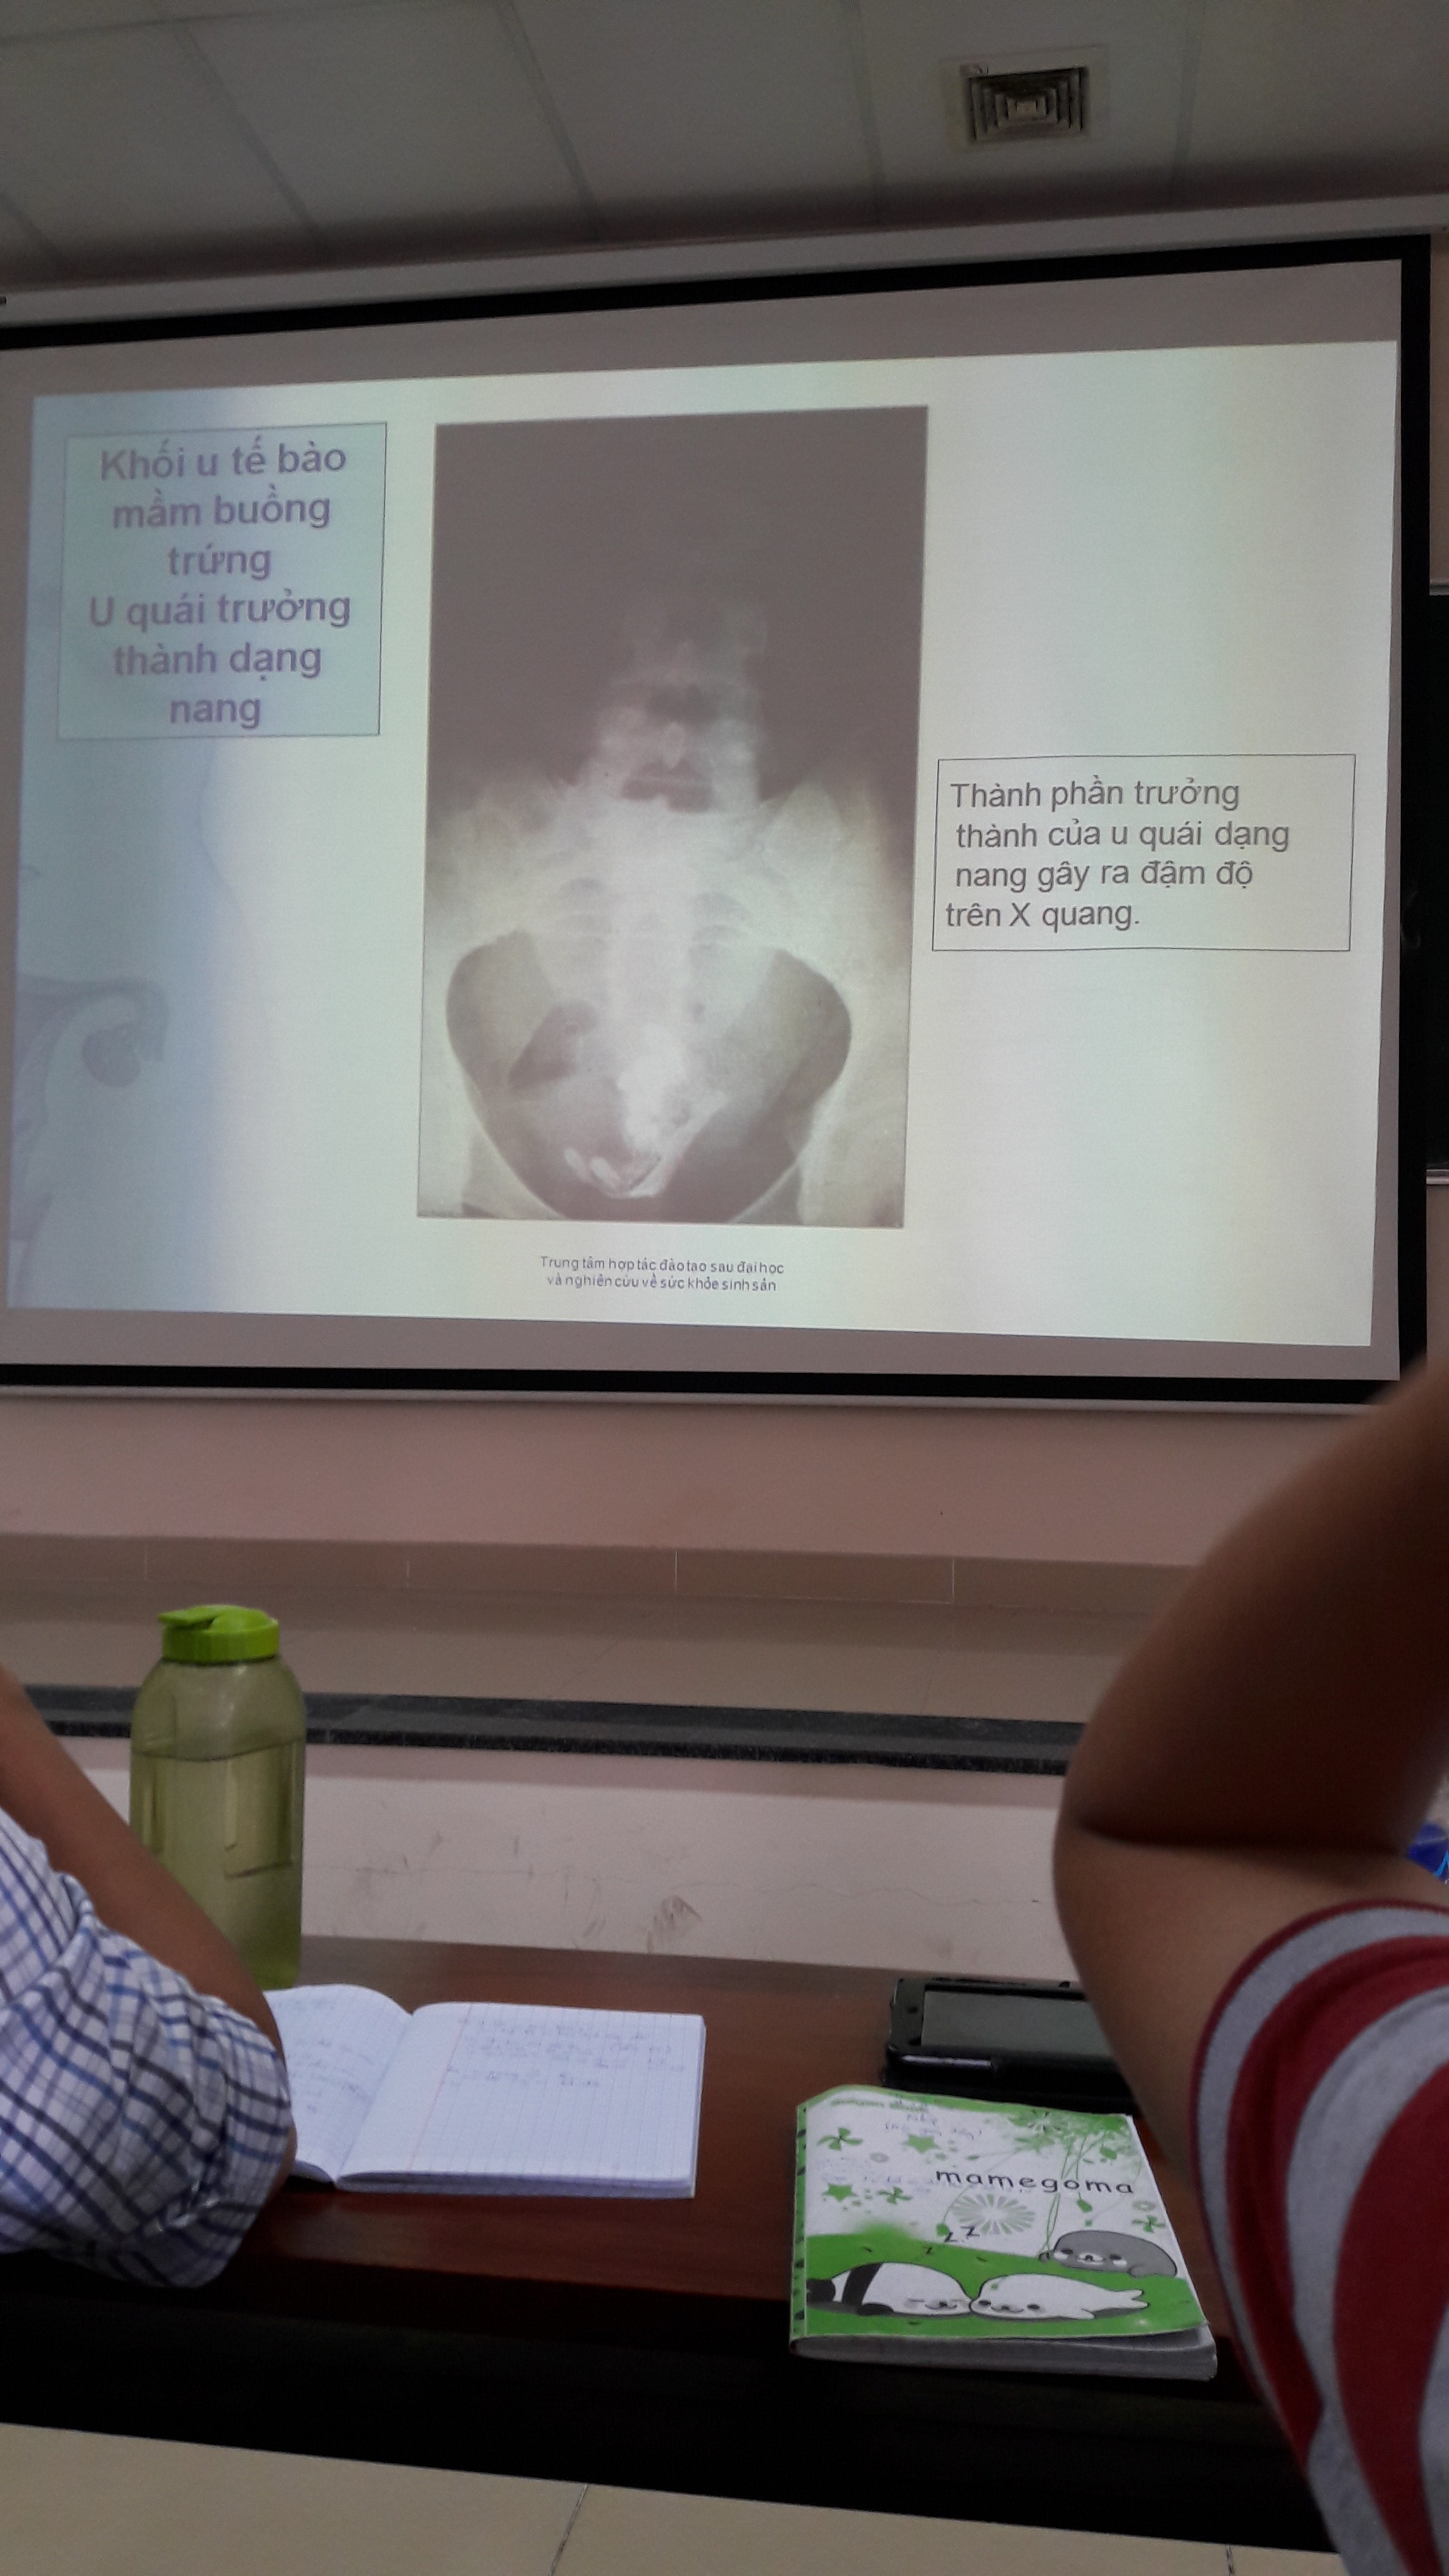 Khối u tế bào
mầm buồng
trứng
U quái trưởng
thành dạng
nang
Thành phần trưởng
thành của u quái dạng
nang gây ra đậm độ
trên X quang.
Trung tâm hợp tác đào tạo sau đại học
và nghiên cứu về sức khỏe sinh sản
mamegoma
z z z